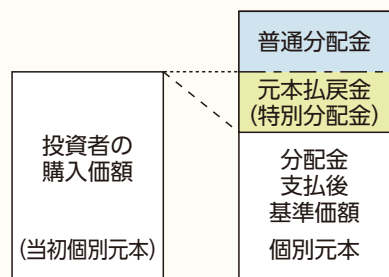 普通分配金
元本払戻金
(特別分配金)
投資者の
購入価額
(当初個別元本)
分配金
支払後
基準価額
個別元本